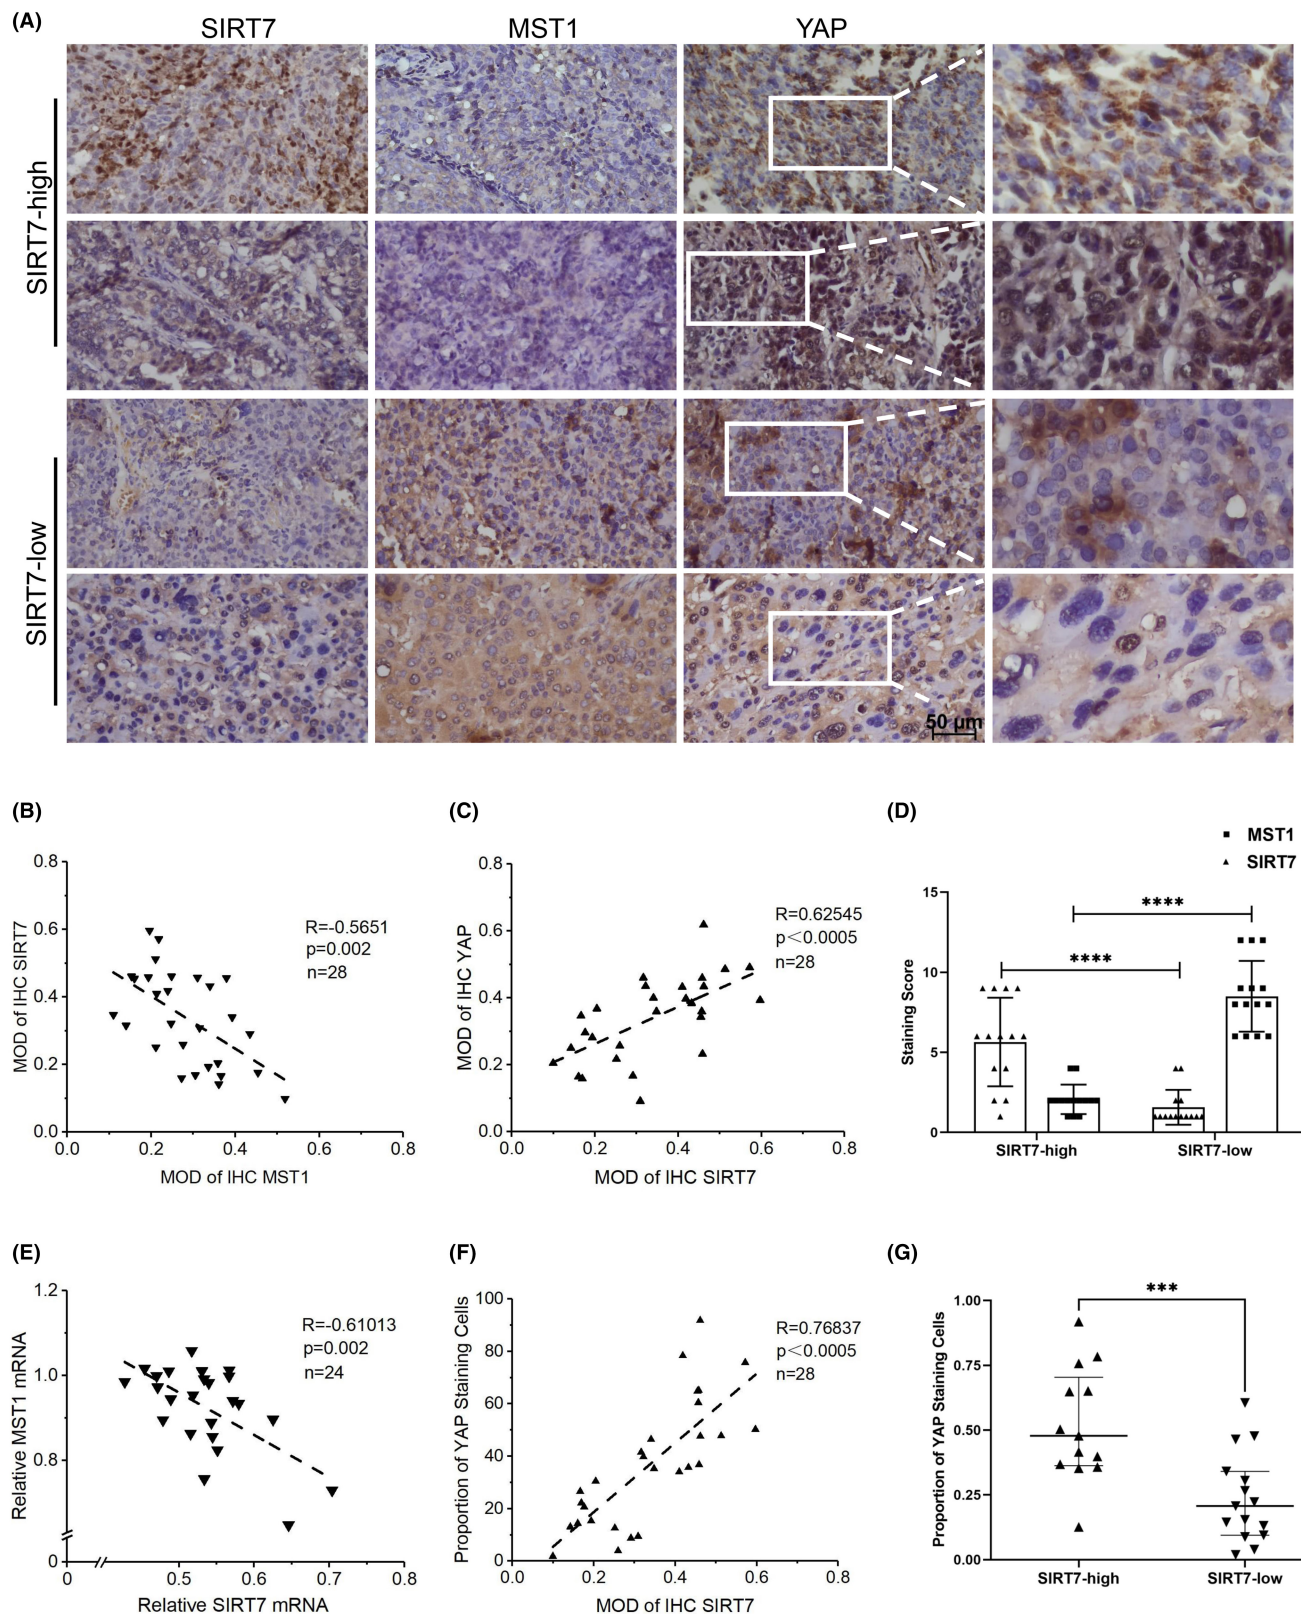 (A)
SIRT7 MST1 YAP
SIRT7-high
SIRT7-low
50 μm
(B)
0.8
0.6
0.4
0.2
0.0
0.0 0.2 0.4 0.6 0.8
MOD of IHC SIRT7
MOD of IHC MST1
R=-0.5651
p=0.002
n=28
(C)
0.8
0.6
0.4
0.2
0.0
0.0 0.2 0.4 0.6 0.8
MOD of IHC YAP
MOD of IHC SIRT7
R=0.62545
p<0.0005
n=28
(D)
MST1
SIRT7
15
10
5
0
Staining Score
****
****
SIRT7-high SIRT7-low
(E)
1.2
1.0
0.8
0
0 0.5 0.6 0.8
Relative MST1 mRNA
Relative SIRT7 mRNA
R=-0.61013
p=0.002
n=24
(F)
100
80
60
40
20
0
0.0 0.2 0.4 0.6 0.8
Proportion of YAP Staining Cells
MOD of IHC SIRT7
R=0.76837
p<0.0005
n=28
(G)
1.00
0.75
0.50
0.25
0.00
Proportion of YAP Staining Cells
***
SIRT7-high SIRT7-low